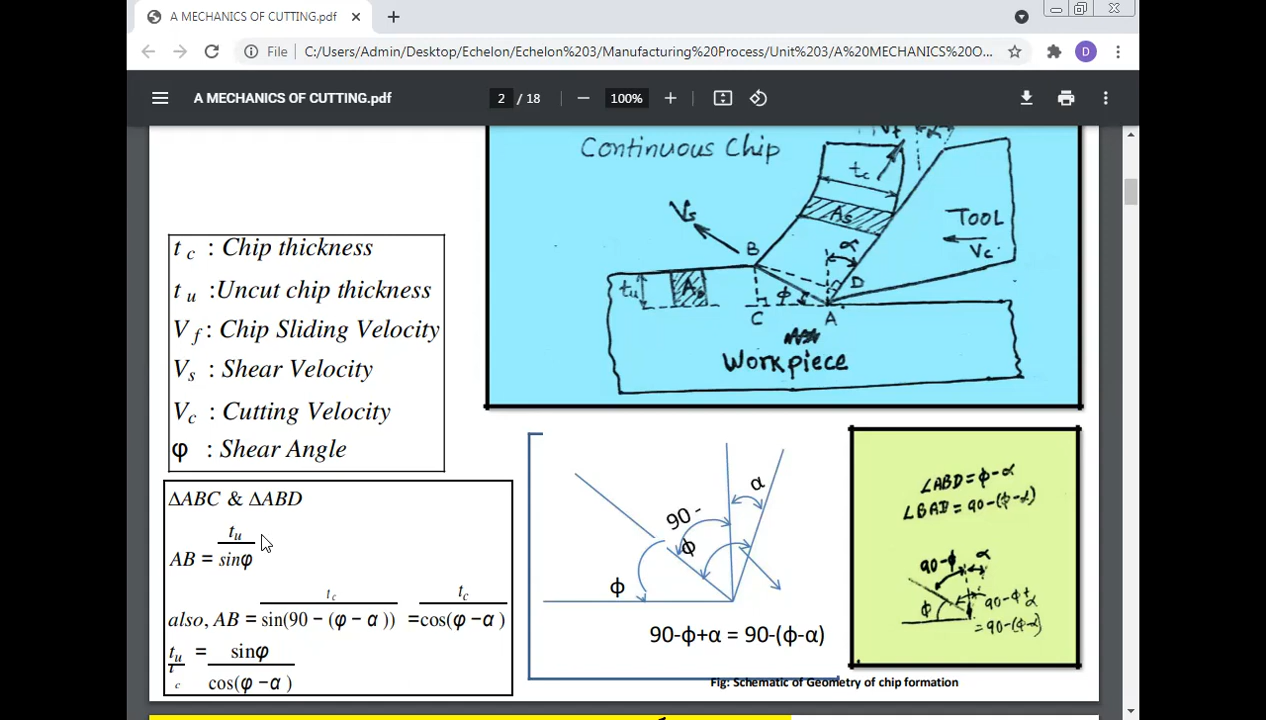 A MECHANICS OF CUTTING.pdf
File
C:/Users/Admin/Desktop/Echelon/Echelon%203/Manufacturing%20Process/Unit%203/A%20MECHANICS%20O...
D
A MECHANICS OF CUTTING.pdf
2 / 18
100%
Continuous Chip
Vf
α
tc
As
TOOL
Vc
Vs
B
α
D
tu
A
φ
C
A
Workpiece
t c : Chip thickness
t u : Uncut chip thickness
V f : Chip Sliding Velocity
V s : Shear Velocity
V c : Cutting Velocity
φ : Shear Angle
ΔABC & ΔABD
AB = tu / sinφ
also, AB = tc / sin(90 − (φ − α )) = tc / cos(φ − α )
tu / tc = sinφ / cos(φ − α )
α
90 -
ϕ
ϕ
90-ϕ+α = 90-(ϕ-α)
∠ABD = φ-α
∠BAD = 90-(φ-α)
90-φ
α
φ
90-φ+α
= 90-(φ-α)
Fig: Schematic of Geometry of chip formation